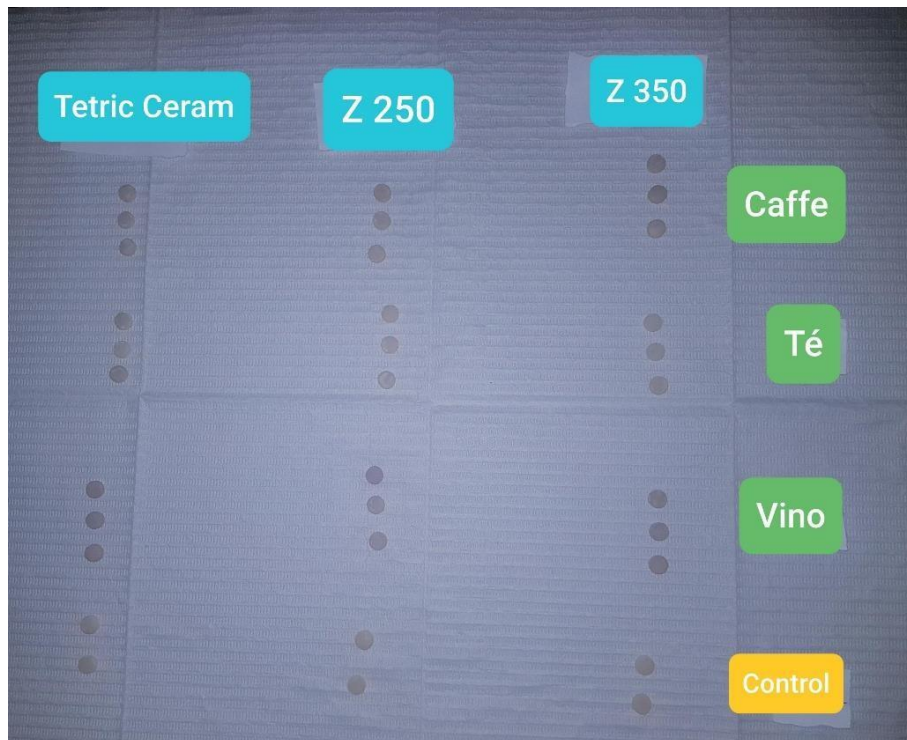 Tetric Ceram
Z 250
Z 350
Caffe
Té
Vino
Control